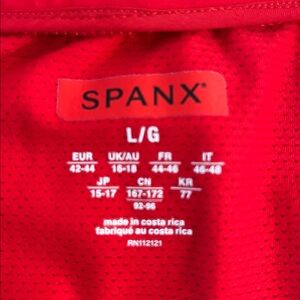 SPANX®
L/G
EUR UK/AU FR IT
42-44 16-18 44-46 46-48
JP CN KR
15-17 167-172 77
92-96
made in costa rica
fabriqué au costa rica
RN112121